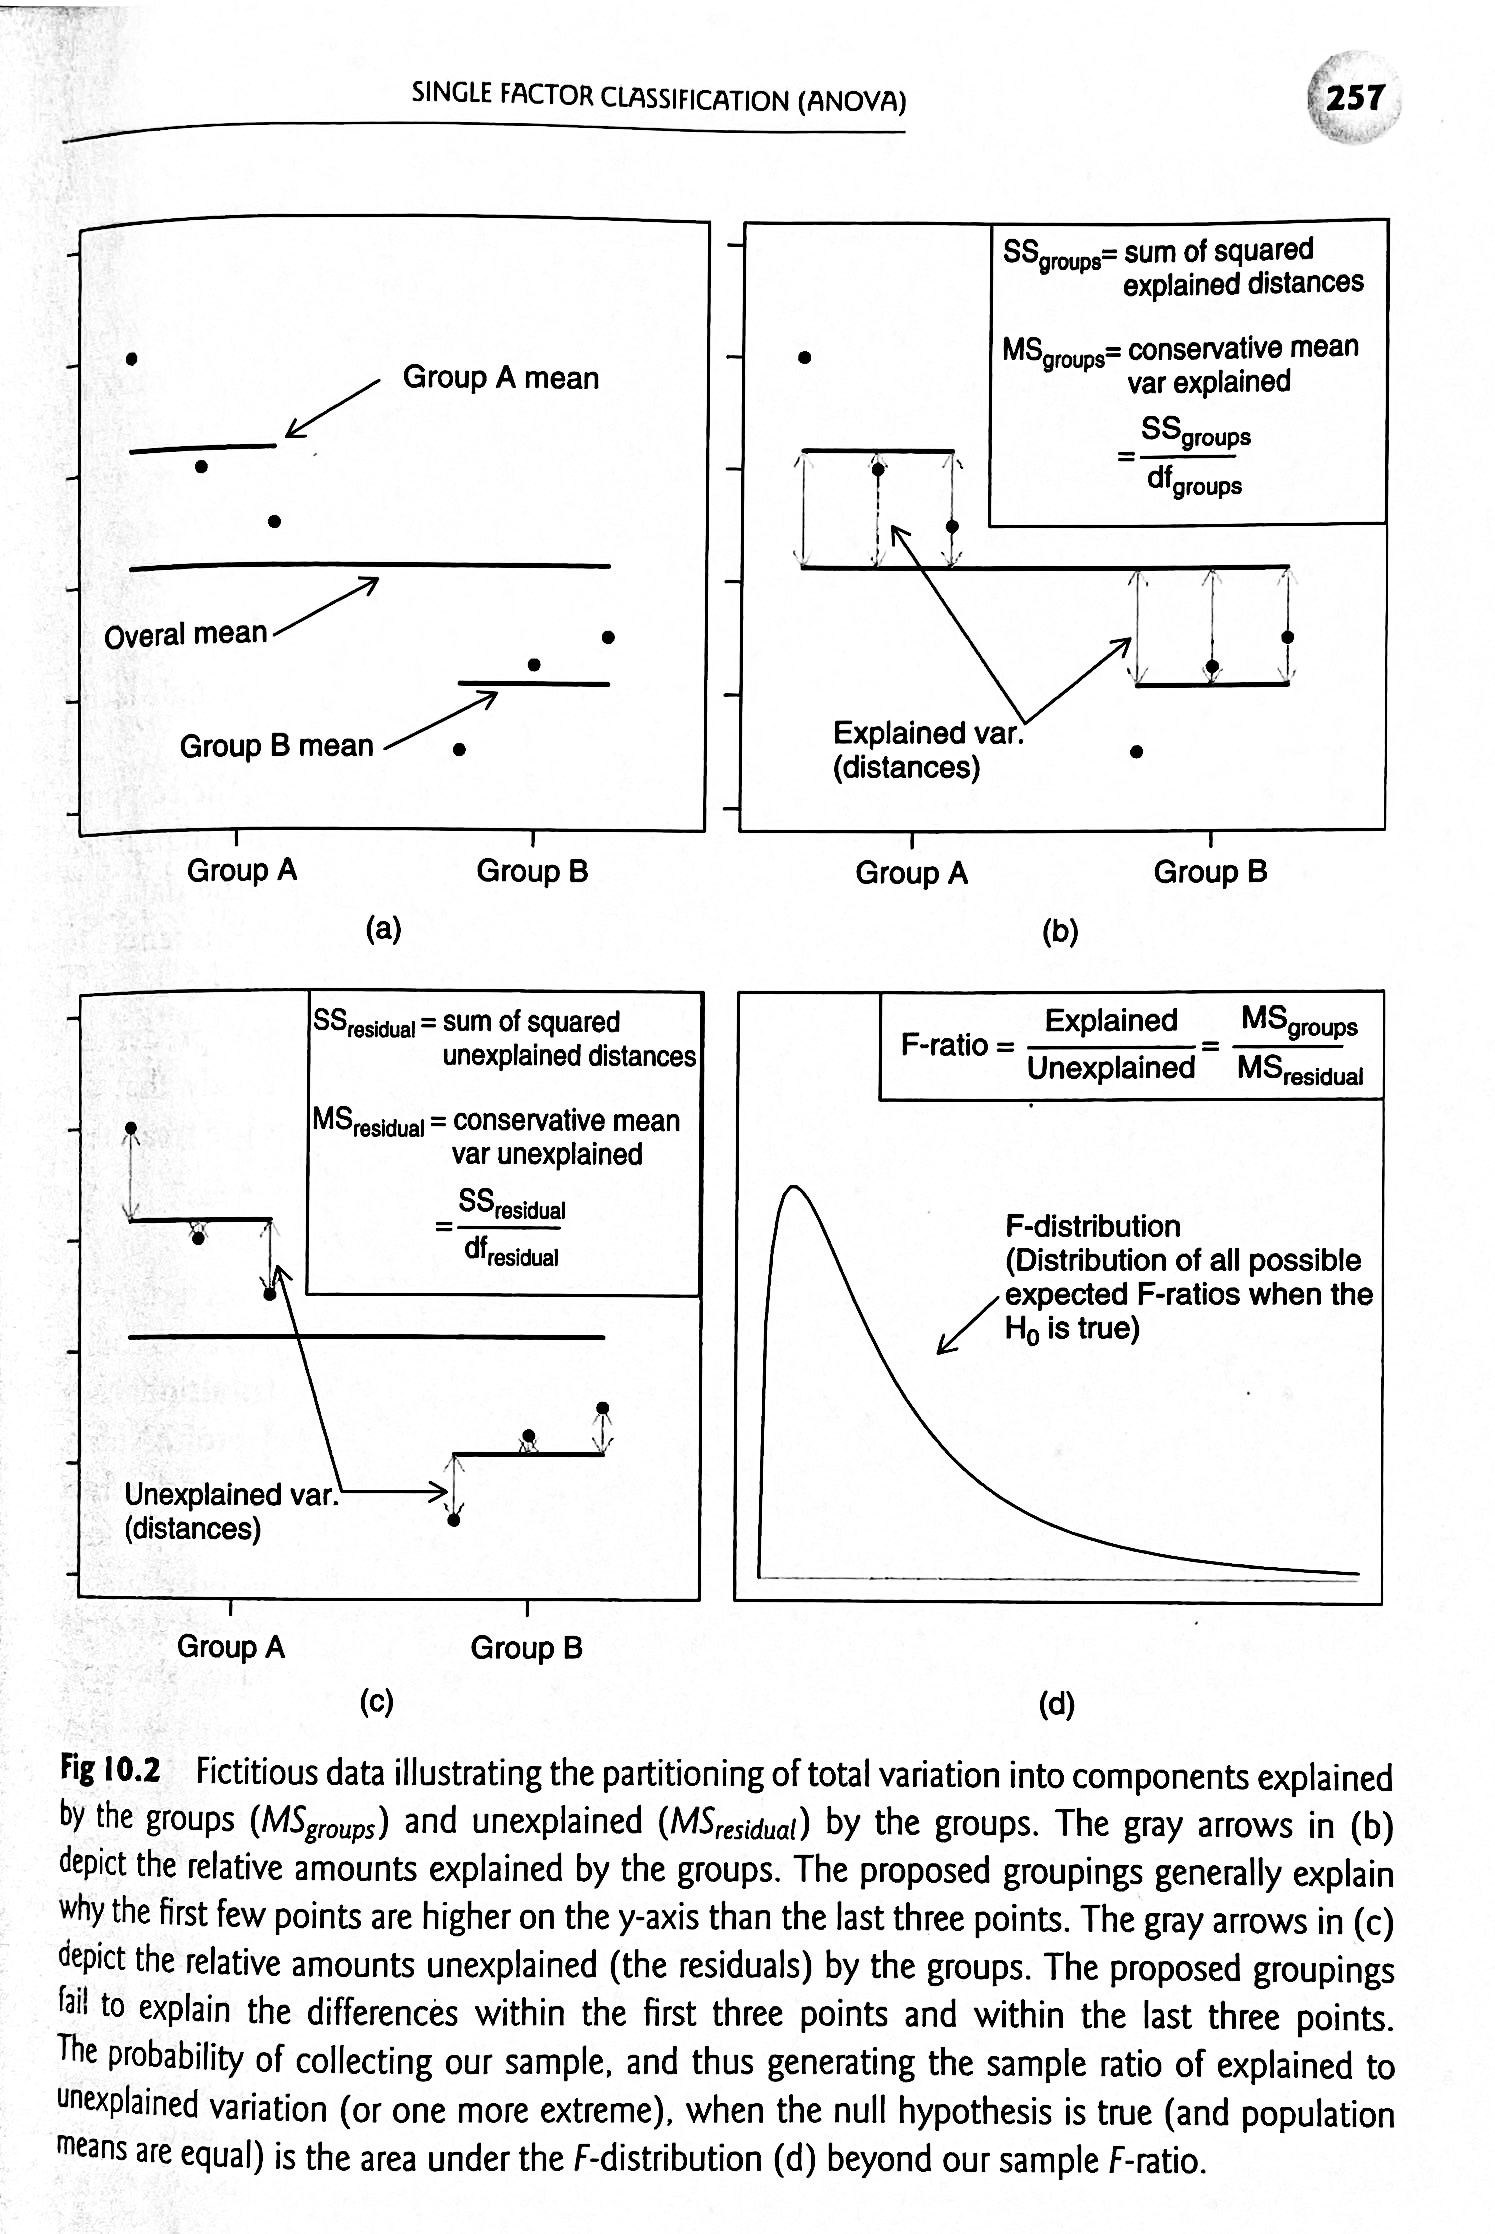 SINGLE FACTOR CLASSIFICATION (ANOVA)
257
Group A mean
Overal mean
Group B mean
Group A
Group B
(a)
SSgroups= sum of squared
explained distances
MSgroups= conservative mean
var explained
= SSgroups
dfgroups
Explained var.
(distances)
Group A
Group B
(b)
SSresidual = sum of squared
unexplained distances
MSresidual = conservative mean
var unexplained
= SSresidual
dfresidual
Unexplained var.
(distances)
Group A
Group B
(c)
F-ratio = Explained = MSgroups
Unexplained MSresidual
F-distribution
(Distribution of all possible
expected F-ratios when the
H0 is true)
(d)
Fig 10.2 Fictitious data illustrating the partitioning of total variation into components explained
by the groups (MSgroups) and unexplained (MSresidual) by the groups. The gray arrows in (b)
depict the relative amounts explained by the groups. The proposed groupings generally explain
why the first few points are higher on the y-axis than the last three points. The gray arrows in (c)
depict the relative amounts unexplained (the residuals) by the groups. The proposed groupings
fail to explain the differences within the first three points and within the last three points.
The probability of collecting our sample, and thus generating the sample ratio of explained to
unexplained variation (or one more extreme), when the null hypothesis is true (and population
means are equal) is the area under the F-distribution (d) beyond our sample F-ratio.